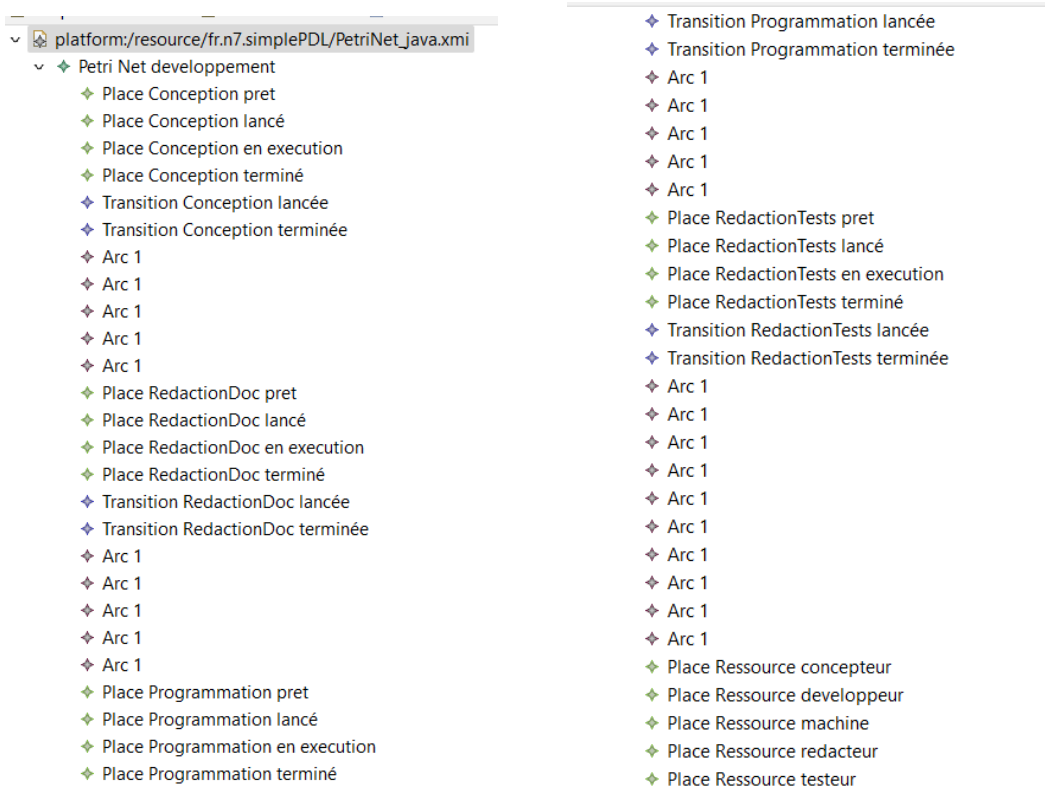 platform:/resource/fr.n7.simplePDL/PetriNet_java.xmi
Petri Net developpement
Place Conception pret
Place Conception lancé
Place Conception en execution
Place Conception terminé
Transition Conception lancée
Transition Conception terminée
Arc 1
Arc 1
Arc 1
Arc 1
Arc 1
Place RedactionDoc pret
Place RedactionDoc lancé
Place RedactionDoc en execution
Place RedactionDoc terminé
Transition RedactionDoc lancée
Transition RedactionDoc terminée
Arc 1
Arc 1
Arc 1
Arc 1
Arc 1
Place Programmation pret
Place Programmation lancé
Place Programmation en execution
Place Programmation terminé
Transition Programmation lancée
Transition Programmation terminée
Arc 1
Arc 1
Arc 1
Arc 1
Arc 1
Place RedactionTests pret
Place RedactionTests lancé
Place RedactionTests en execution
Place RedactionTests terminé
Transition RedactionTests lancée
Transition RedactionTests terminée
Arc 1
Arc 1
Arc 1
Arc 1
Arc 1
Arc 1
Arc 1
Arc 1
Arc 1
Arc 1
Place Ressource concepteur
Place Ressource developpeur
Place Ressource machine
Place Ressource redacteur
Place Ressource testeur